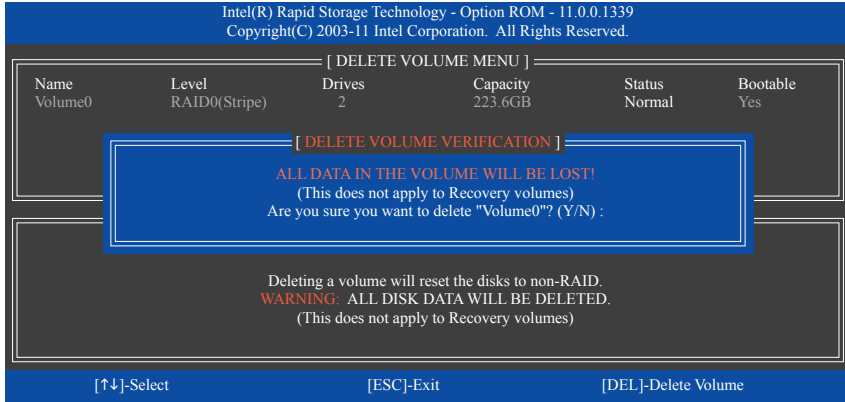 Intel(R) Rapid Storage Technology - Option ROM - 11.0.0.1339
Copyright(C) 2003-11 Intel Corporation. All Rights Reserved.
[ DELETE VOLUME MENU ]
Name Level Drives Capacity Status Bootable
Volume0 RAID0(Stripe) 2 223.6GB Normal Yes
[ DELETE VOLUME VERIFICATION ]
ALL DATA IN THE VOLUME WILL BE LOST!
(This does not apply to Recovery volumes)
Are you sure you want to delete "Volume0"? (Y/N) :
Deleting a volume will reset the disks to non-RAID.
WARNING: ALL DISK DATA WILL BE DELETED.
(This does not apply to Recovery volumes)
[↑↓]-Select [ESC]-Exit [DEL]-Delete Volume